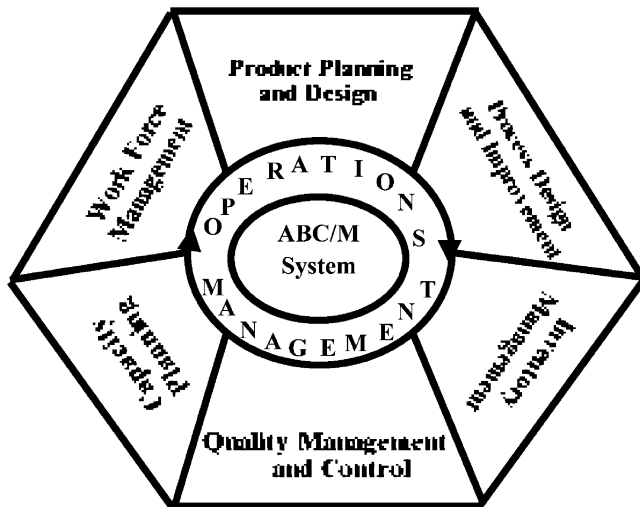 Product Planning
and Design
Process Design
and Improvement
Inventory
Management
Quality Management
and Control
Capacity
Planning
Work Force
Management
OPERATIONS
MANAGEMENT
ABC/M
System